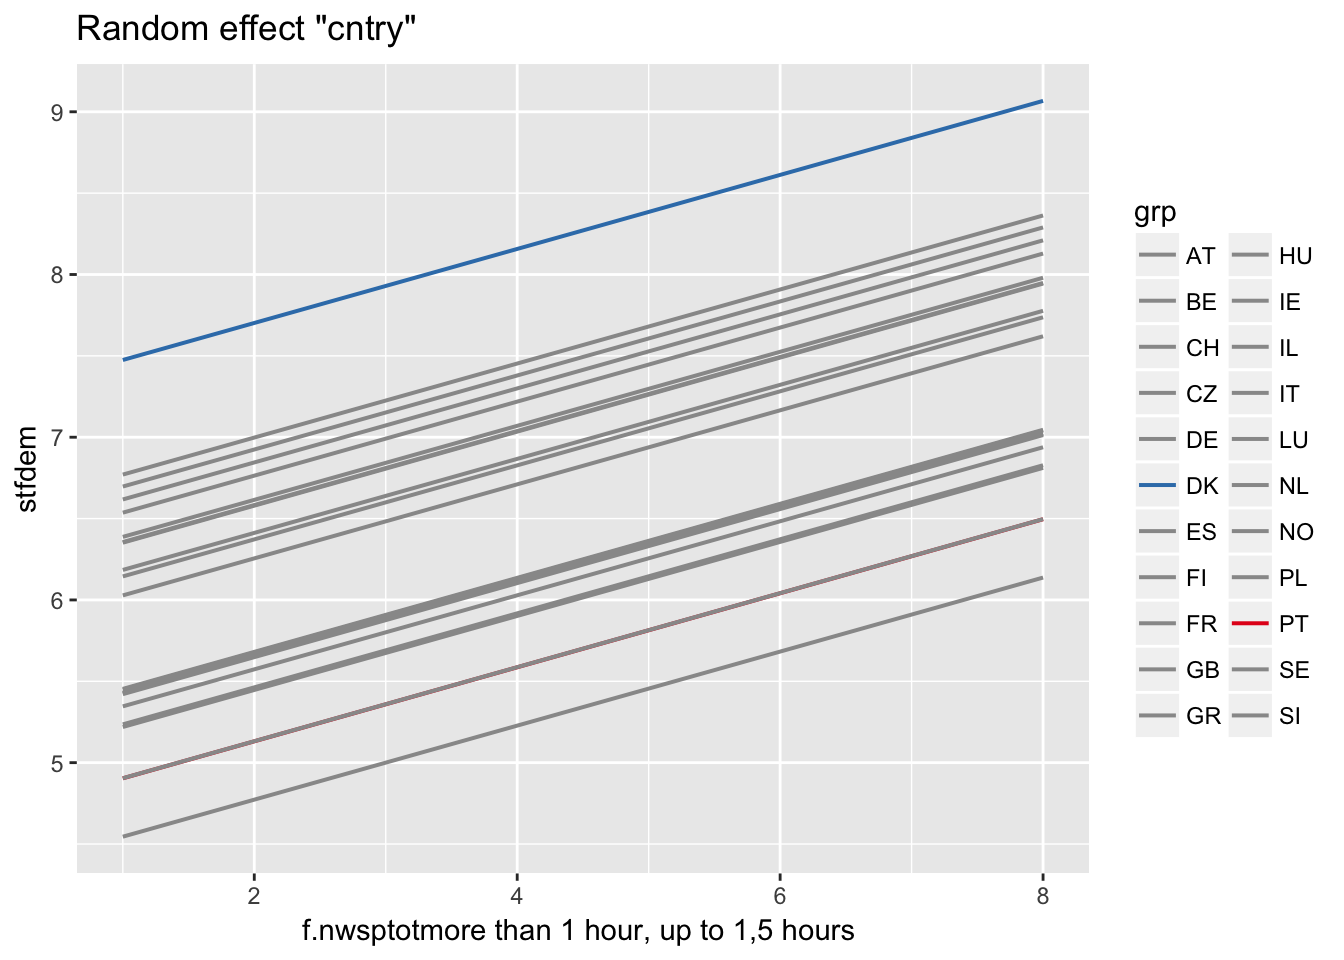 Random effect "cntry"
9
8
7
6
5
stfdem
2 4 6 8
f.nwsptotmore than 1 hour, up to 1,5 hours
grp
AT HU
BE IE
CH IL
CZ IT
DE LU
DK NL
ES NO
FI PL
FR PT
GB SE
GR SI